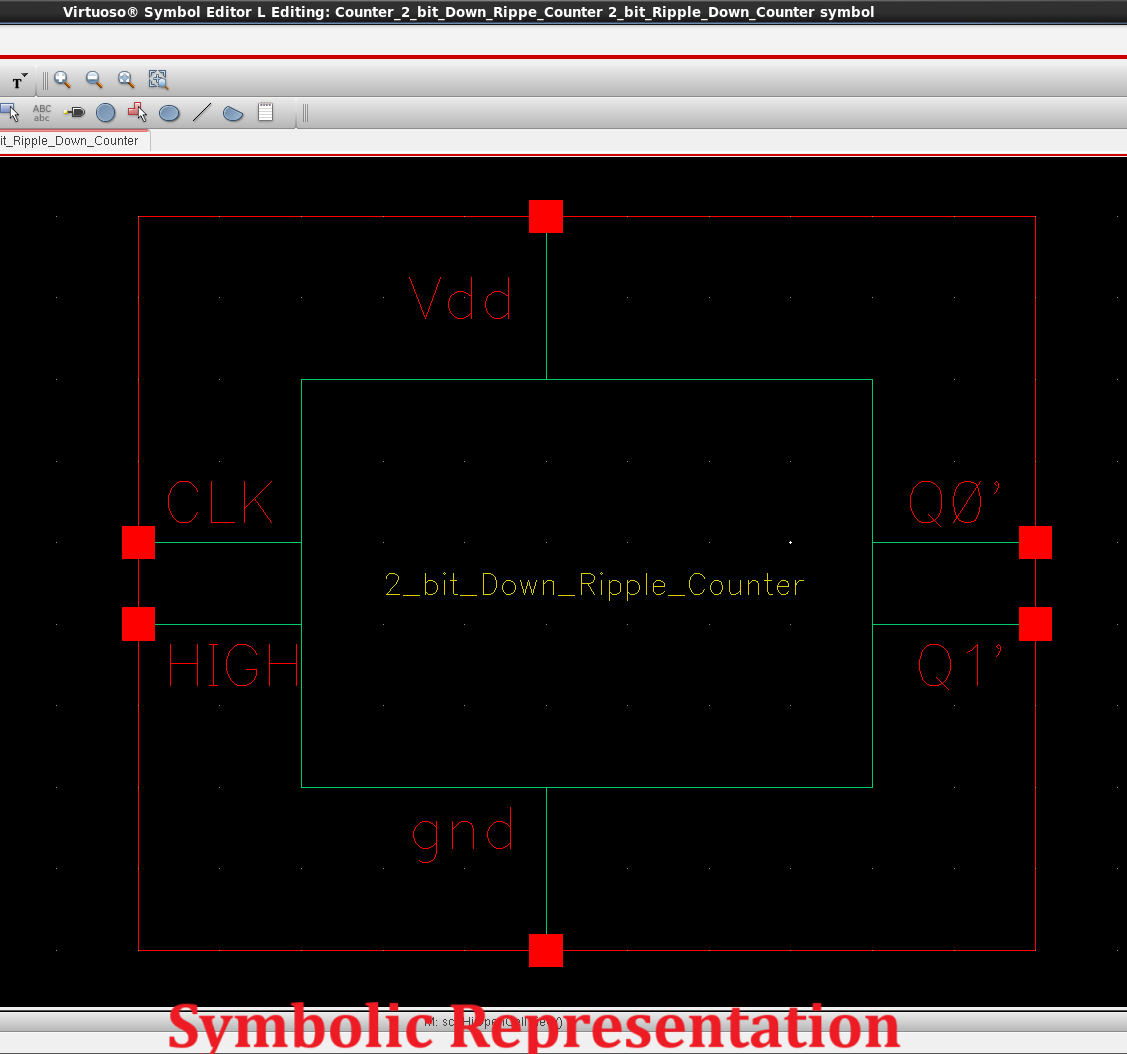 Virtuoso® Symbol Editor L Editing: Counter_2_bit_Down_Rippe_Counter 2_bit_Ripple_Down_Counter symbol
T
ABC
abc
it_Ripple_Down_Counter
Vdd
CLK
Q0’
2_bit_Down_Ripple_Counter
HIGH
Q1’
gnd
Symbolic Representation